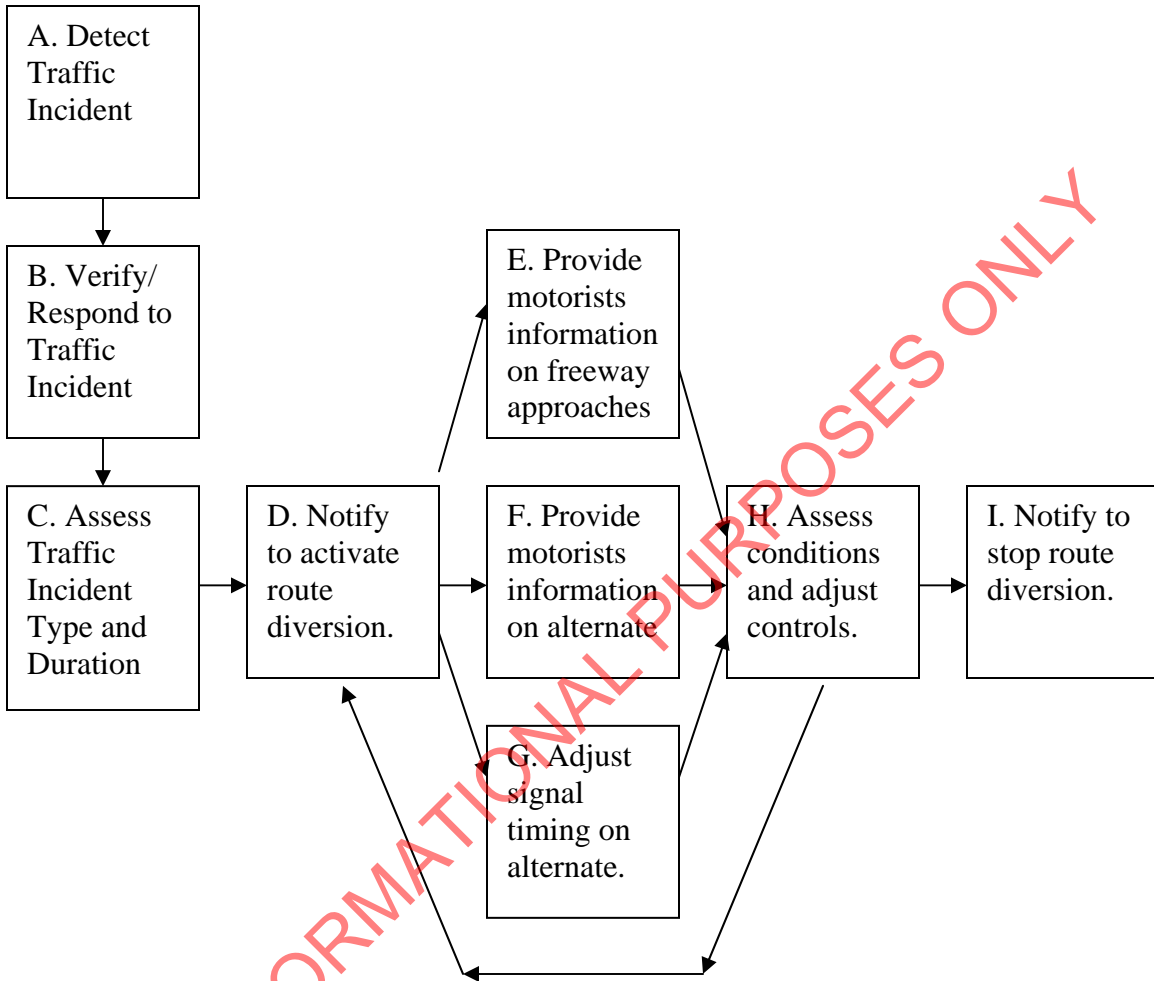 A. Detect
Traffic
Incident
B. Verify/
Respond to
Traffic
Incident
C. Assess
Traffic
Incident
Type and
Duration
D. Notify
to activate
route
diversion.
E. Provide
motorists
information
on freeway
approaches
F. Provide
motorists
information
on alternate
G. Adjust
signal
timing on
alternate.
H. Assess
conditions
and adjust
controls.
I. Notify to
stop route
diversion.
ORMATIONAL PURPOSES ONLY